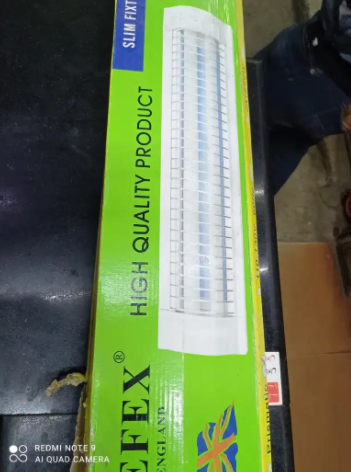 SLIM FIXT
HIGH QUALITY PRODUCT
EFEX®
ENGLAND
REDMI NOTE 9
AI QUAD CAMERA